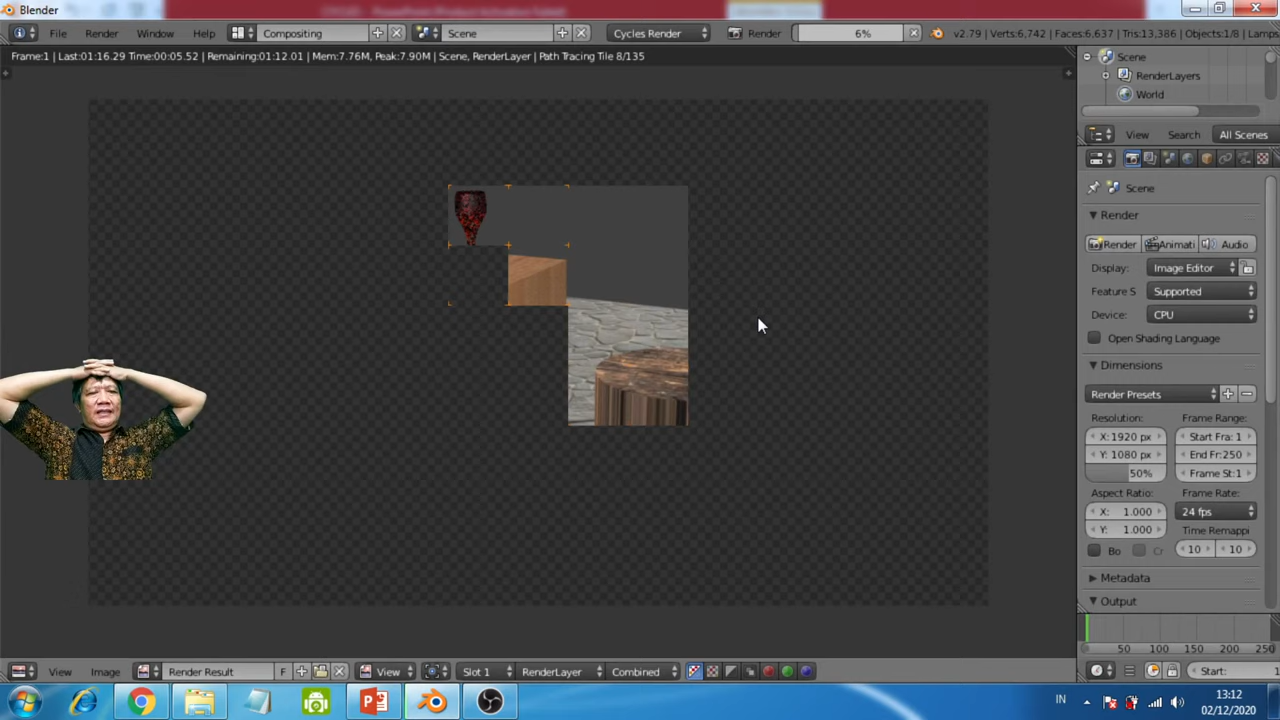 Blender
File Render Window Help Compositing Scene Cycles Render Render 6% v2.79 | Verts:6,742 | Faces:6,637 | Tris:13,386 | Objects:1/8 | Lamps
Frame:1 | Last:01:16.29 Time:00:05.52 | Remaining:01:12.01 | Mem:7.76M, Peak:7.90M | Scene, RenderLayer | Path Tracing Tile 8/135
Scene
RenderLayers
World
View Search All Scenes
Scene
Render
Render Animati Audio
Display: Image Editor
Feature S Supported
Device: CPU
Open Shading Language
Dimensions
Render Presets
Resolution: Frame Range:
X:1920 px Start Fra: 1
Y: 1080 px End Fr:250
50% Frame St:1
Aspect Ratio: Frame Rate:
X: 1.000 24 fps
Y: 1.000 Time Remappi
Bo Cr 10 10
Metadata
Output
0 50 100 150 200 250
View Image Render Result F View Slot 1 RenderLayer Combined Start: 1
IN 13:12
02/12/2020